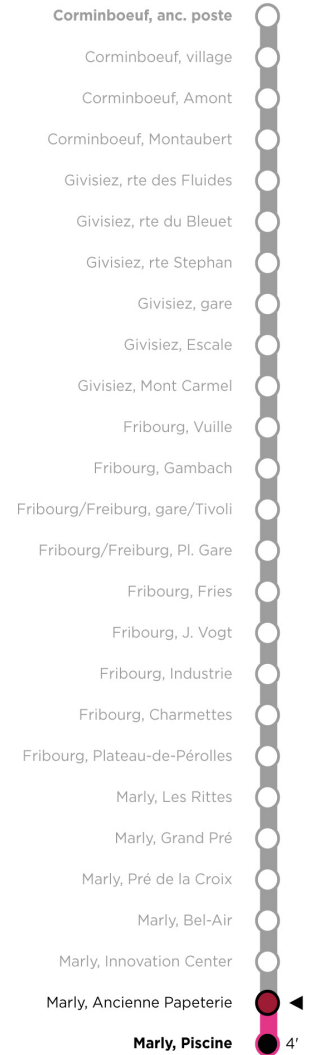 Corminboeuf, anc. poste
Corminboeuf, village
Corminboeuf, Amont
Corminboeuf, Montaubert
Givisiez, rte des Fluides
Givisiez, rte du Bleuet
Givisiez, rte Stephan
Givisiez, gare
Givisiez, Escale
Givisiez, Mont Carmel
Fribourg, Vuille
Fribourg, Gambach
Fribourg/Freiburg, gare/Tivoli
Fribourg/Freiburg, Pl. Gare
Fribourg, Fries
Fribourg, J. Vogt
Fribourg, Industrie
Fribourg, Charmettes
Fribourg, Plateau-de-Pérolles
Marly, Les Rittes
Marly, Grand Pré
Marly, Pré de la Croix
Marly, Bel-Air
Marly, Innovation Center
Marly, Ancienne Papeterie
Marly, Piscine 4'